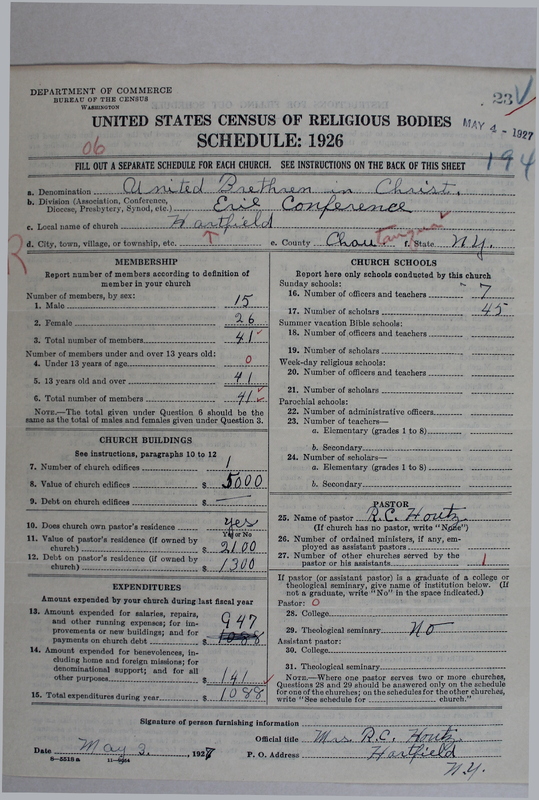 DEPARTMENT OF COMMERCE
BUREAU OF THE CENSUS
WASHINGTON
23
UNITED STATES CENSUS OF RELIGIOUS BODIES
MAY 4 - 1927
SCHEDULE: 1926
06
194
FILL OUT A SEPARATE SCHEDULE FOR EACH CHURCH. SEE INSTRUCTIONS ON THE BACK OF THIS SHEET
a. Denomination United Brethren in Christ.
b. Division (Association, Conference, Diocese, Presbytery, Synod, etc.) Erie Conference
c. Local name of church Hartfield
d. City, town, village, or township, etc. e. County Chautauqua f. State N.Y.
R
MEMBERSHIP
Report number of members according to definition of
member in your church
Number of members, by sex:
1. Male 15
2. Female 26
3. Total number of members 41
Number of members under and over 13 years old:
4. Under 13 years of age 0
5. 13 years old and over 41
6. Total number of members 41
NOTE.—The total given under Question 6 should be the
same as the total of males and females given under Question 3.
CHURCH BUILDINGS
See instructions, paragraphs 10 to 12
7. Number of church edifices 1
8. Value of church edifices $ 5000
9. Debt on church edifices $ —
10. Does church own pastor's residence yes
Yes or No
11. Value of pastor's residence (if owned by
church) $ 2100
12. Debt on pastor's residence (if owned by
church) $ 1300
EXPENDITURES
Amount expended by your church during last fiscal year
13. Amount expended for salaries, repairs,
and other running expenses; for im-
provements or new buildings; and for
payments on church debt $ 947 1088
14. Amount expended for benevolences, in-
cluding home and foreign missions; for
denominational support; and for all
other purposes $ 141
15. Total expenditures during year $ 1088
CHURCH SCHOOLS
Report here only schools conducted by this church
Sunday schools:
16. Number of officers and teachers 7
17. Number of scholars 45
Summer vacation Bible schools:
18. Number of officers and teachers
19. Number of scholars
Week-day religious schools:
20. Number of officers and teachers
21. Number of scholars
Parochial schools:
22. Number of administrative officers
23. Number of teachers—
a. Elementary (grades 1 to 8)
b. Secondary
24. Number of scholars—
a. Elementary (grades 1 to 8)
b. Secondary
PASTOR
25. Name of pastor R.C. Houtz
(If church has no pastor, write "None")
26. Number of ordained ministers, if any, em-
ployed as assistant pastors
27. Number of other churches served by the
pastor or his assistants 1
If pastor (or assistant pastor) is a graduate of a college or
theological seminary, give name of institution below. (If
not a graduate, write "No" in the space indicated.)
Pastor: 0
28. College
29. Theological seminary No
Assistant pastor:
30. College
31. Theological seminary
NOTE.—Where one pastor serves two or more churches,
Questions 28 and 29 should be answered only on the schedule
for one of the churches; on the schedules for the other churches,
write "See schedule for church."
Signature of person furnishing information
Official title Mrs R.C. Houtz
Date May 2, 1927 P. O. Address Hartfield
8—5518a N.Y.